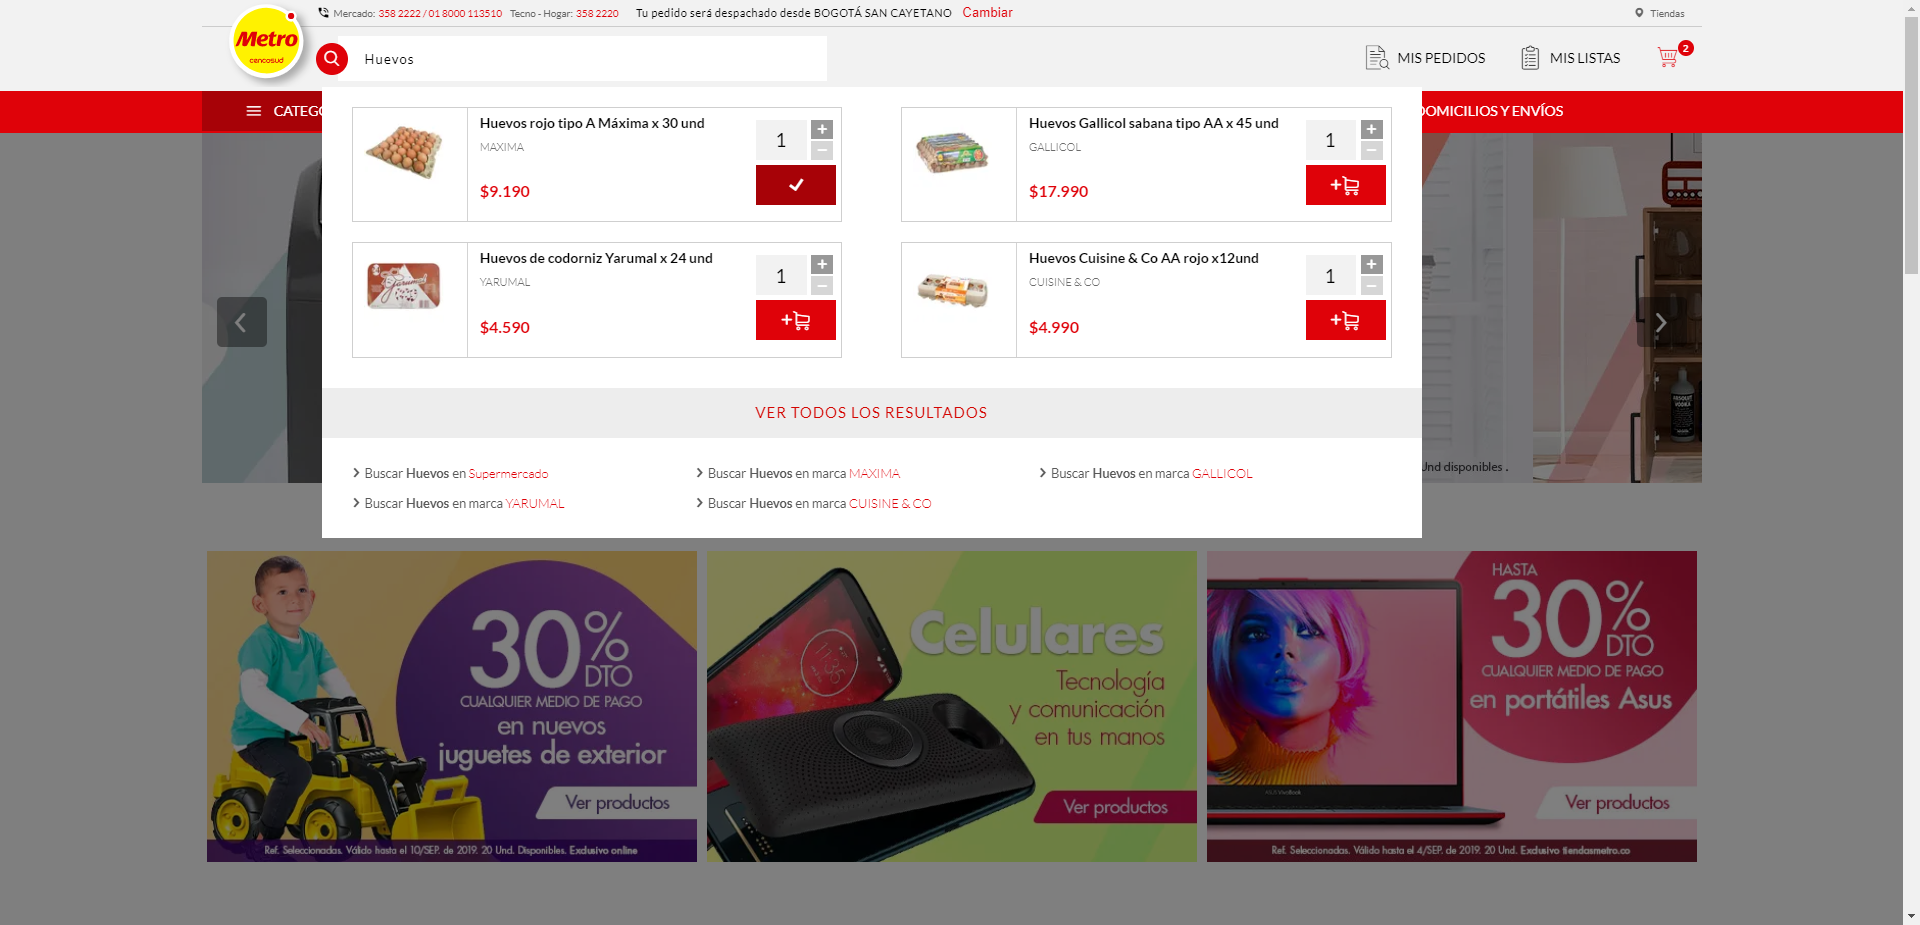 Mercado: 358 2222 / 01 8000 113510 Tecno - Hogar: 358 2220 Tu pedido será despachado desde BOGOTÁ SAN CAYETANO Cambiar
Tiendas
Metro
cencosud
Huevos
MIS PEDIDOS
MIS LISTAS
2
CATEGO
DOMICILIOS Y ENVÍOS
Huevos rojo tipo A Máxima x 30 und
MAXIMA
1
+
−
$9.190
Huevos Gallicol sabana tipo AA x 45 und
GALLICOL
1
+
−
$17.990
+
Huevos de codorniz Yarumal x 24 und
YARUMAL
1
+
−
$4.590
+
Huevos Cuisine & Co AA rojo x12und
CUISINE & CO
1
+
−
$4.990
+
VER TODOS LOS RESULTADOS
Buscar Huevos en Supermercado
Buscar Huevos en marca MAXIMA
Buscar Huevos en marca GALLICOL
Buscar Huevos en marca YARUMAL
Buscar Huevos en marca CUISINE & CO
ABSOLUT
VODKA
Und disponibles .
30%
DTO
CUALQUIER MEDIO DE PAGO
en nuevos
juguetes de exterior
Ver productos
Ref. Seleccionadas. Válido hasta el 10/SEP. de 2019. 20 Und. Disponibles. Exclusivo online
Celulares
Tecnología
y comunicación
en tus manos
11:35
Ver productos
HASTA
30%
DTO
CUALQUIER MEDIO DE PAGO
en portátiles Asus
Ver productos
Ref. Seleccionadas. Válido hasta el 4/SEP. de 2019. 20 Und. Exclusivo tiendasmetro.co